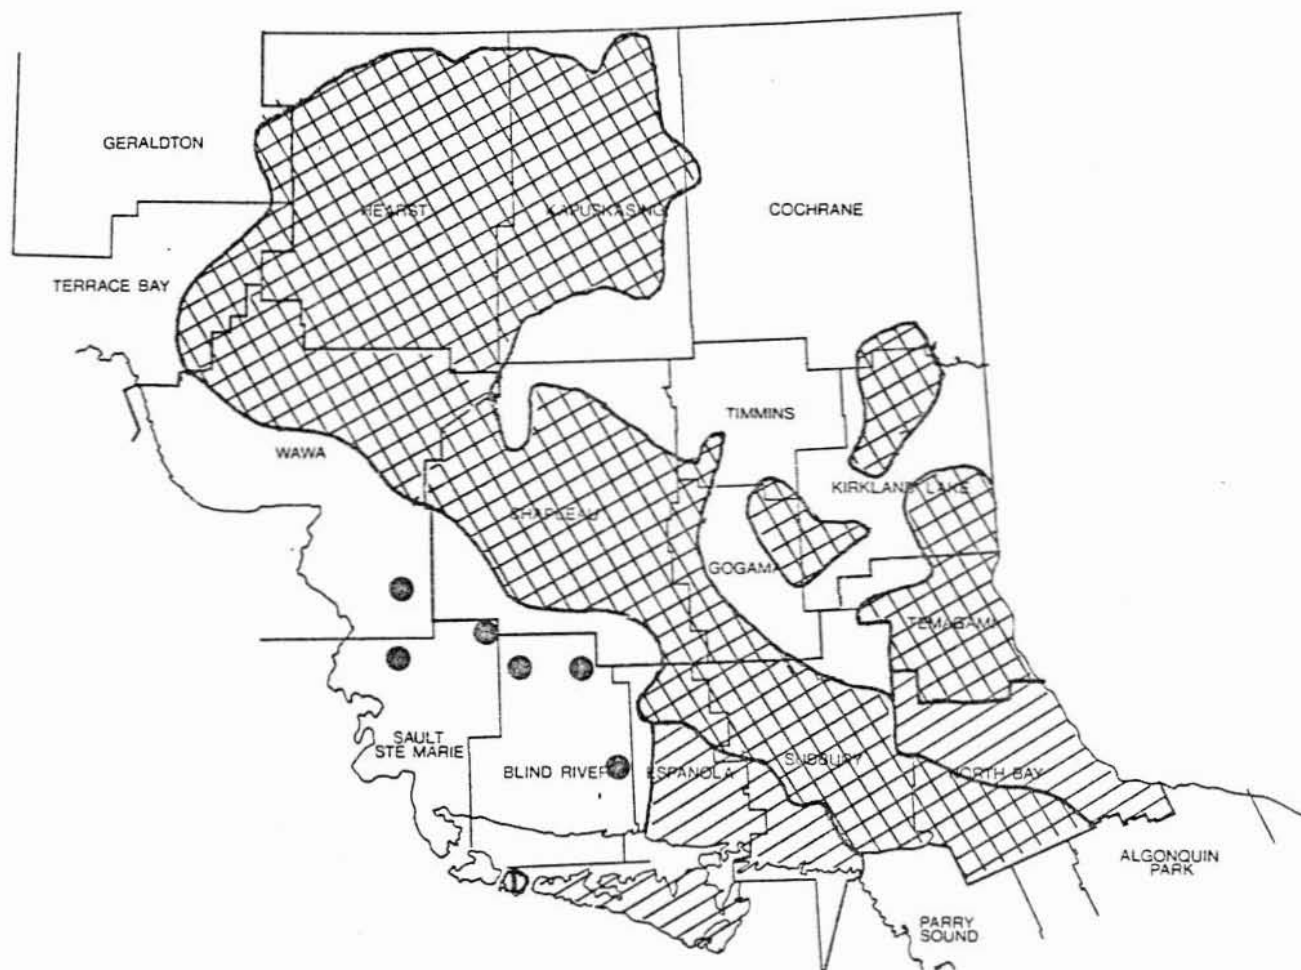 GERALDTON
HEARST
KAPUSKASING
COCHRANE
TERRACE BAY
TIMMINS
WAWA
KIRKLAND LAKE
CHAPLEAU
GOGAMA
TEMAGAMI
SAULT
STE MARIE
BLIND RIVER
ESPANOLA
SUDBURY
NORTH BAY
ALGONQUIN
PARK
PARRY
SOUND